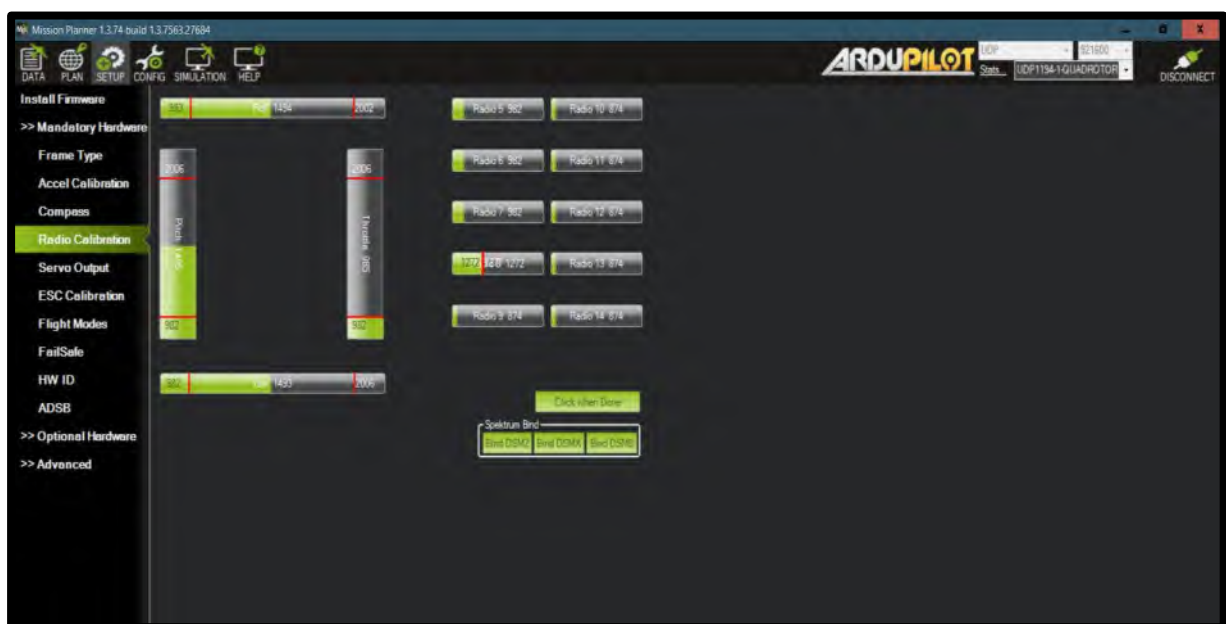 Mission Planner 1.3.74 build 1.3.7563.27684
DATA PLAN SETUP CONFIG SIMULATION HELP
ARDUPILOT
UDP 921600
Stats... UDP1194-1-QUADROTOR
DISCONNECT
Install Firmware
>> Mandatory Hardware
Frame Type
Accel Calibration
Compass
Radio Calibration
Servo Output
ESC Calibration
Flight Modes
FailSafe
HW ID
ADSB
>> Optional Hardware
>> Advanced
1494 2002
2006
Pitch
982
2006
Throttle 985
982
982 1493 2006
Radio 5 982 Radio 10 874
Radio 6 982 Radio 11 874
Radio 7 982 Radio 12 874
1272 1272 Radio 13 874
Radio 9 874 Radio 14 874
Click when Done
Spektrum Bind
Bind DSM2 Bind DSMX Bind DSM8